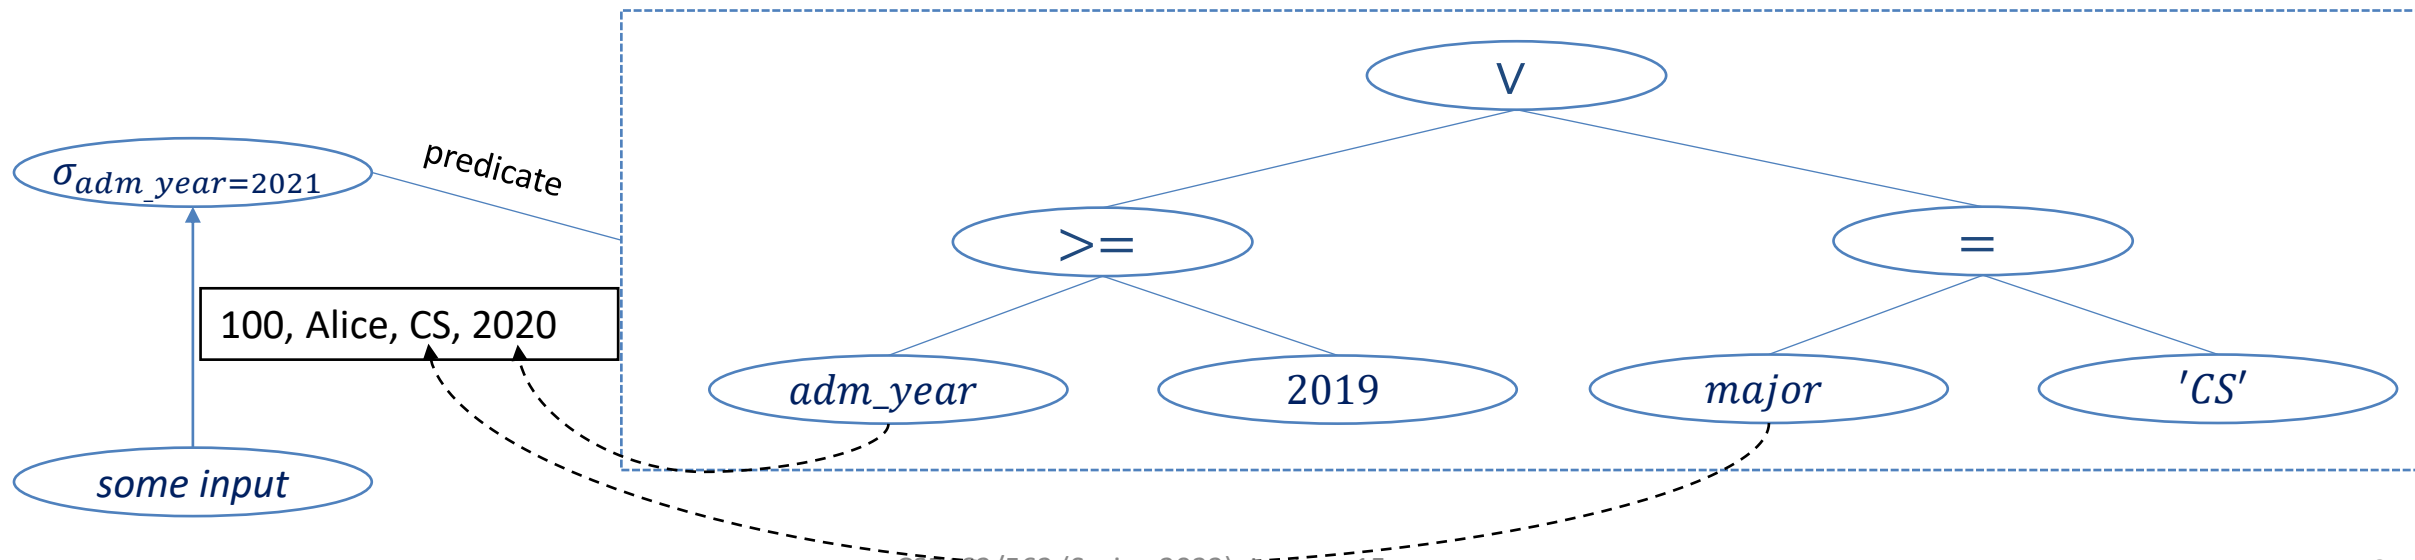 V
predicate
σadm_year=2021
>=
=
100, Alice, CS, 2020
adm_year
2019
major
'CS'
some input